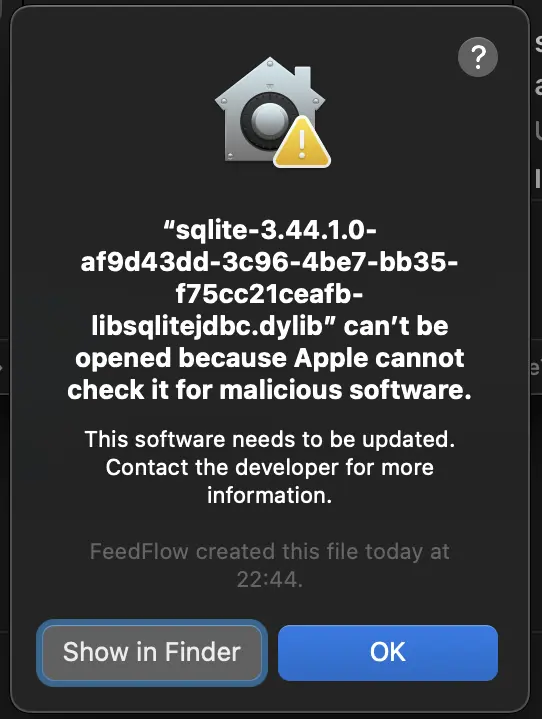 ?
“sqlite-3.44.1.0-
af9d43dd-3c96-4be7-bb35-
f75cc21ceafb-
libsqlitejdbc.dylib” can’t be
opened because Apple cannot
check it for malicious software.
This software needs to be updated.
Contact the developer for more
information.
FeedFlow created this file today at
22:44.
Show in Finder
OK